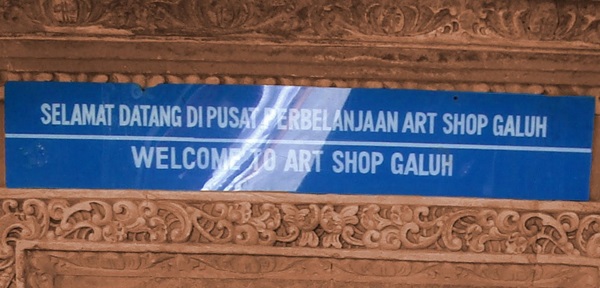 SELAMAT DATANG DI PUSAT PERBELANJAAN ART SHOP GALUH
WELCOME TO ART SHOP GALUH